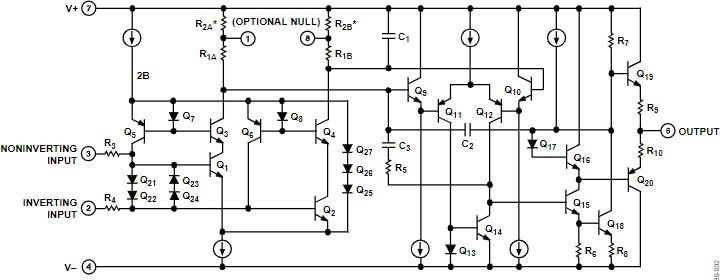 V+ 7
R2A* (OPTIONAL NULL) R2B*
1 8
R1A R1B
C1
R7
2B
Q5 Q7 Q3 Q6 Q8 Q4
Q9 Q11 Q12 Q10
Q19
R9
6 OUTPUT
R10
NONINVERTING
INPUT
3
R3
Q1
Q27
Q26
Q25
C3
R5
C2
Q17 Q16
Q20
Q21 Q23
Q22 Q24
INVERTING
INPUT
2
R4
Q2
Q15
Q14
Q18
Q13
R6 R8
V– 4